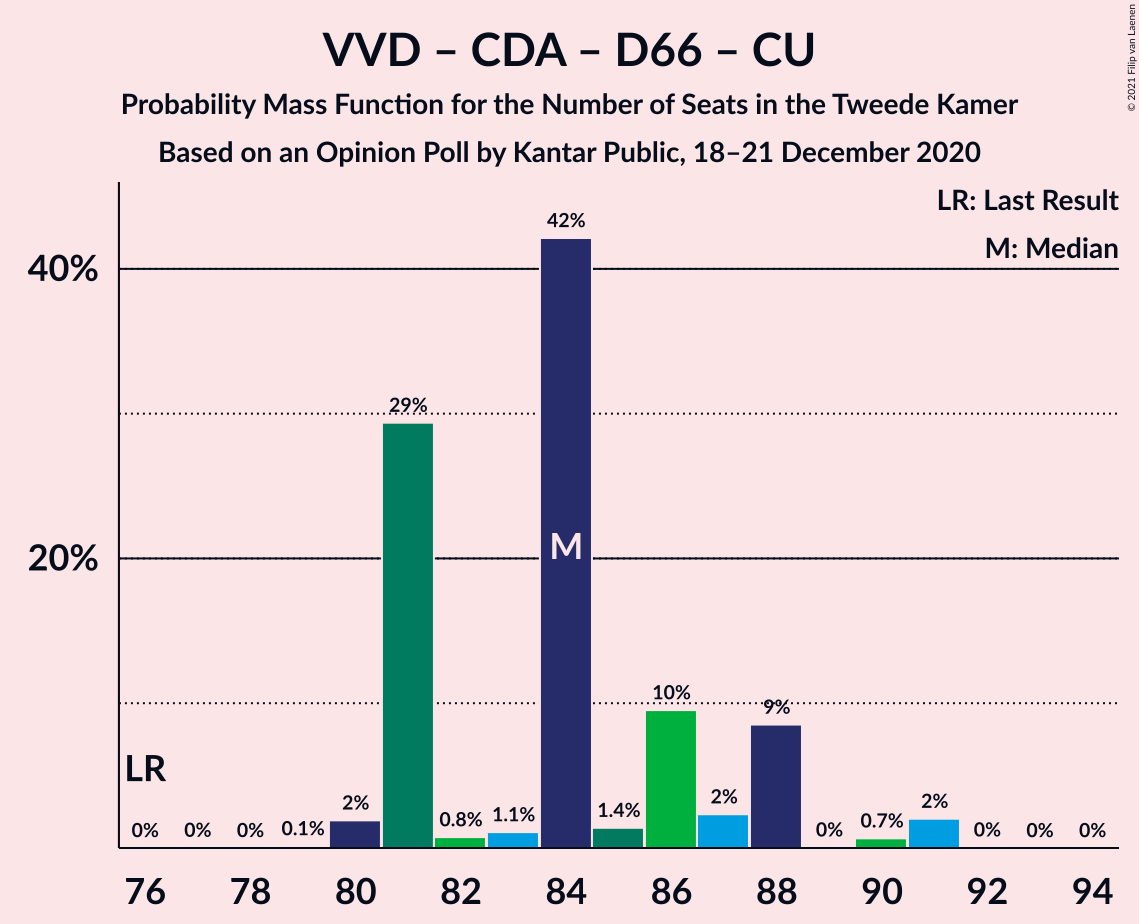 VVD – CDA – D66 – CU
Probability Mass Function for the Number of Seats in the Tweede Kamer
Based on an Opinion Poll by Kantar Public, 18–21 December 2020
© 2021 Filip van Laenen
LR: Last Result
M: Median
40%
20%
LR
M
0%
0%
0%
0.1%
2%
29%
0.8%
1.1%
42%
1.4%
10%
2%
9%
0%
0.7%
2%
0%
0%
0%
76 78 80 82 84 86 88 90 92 94